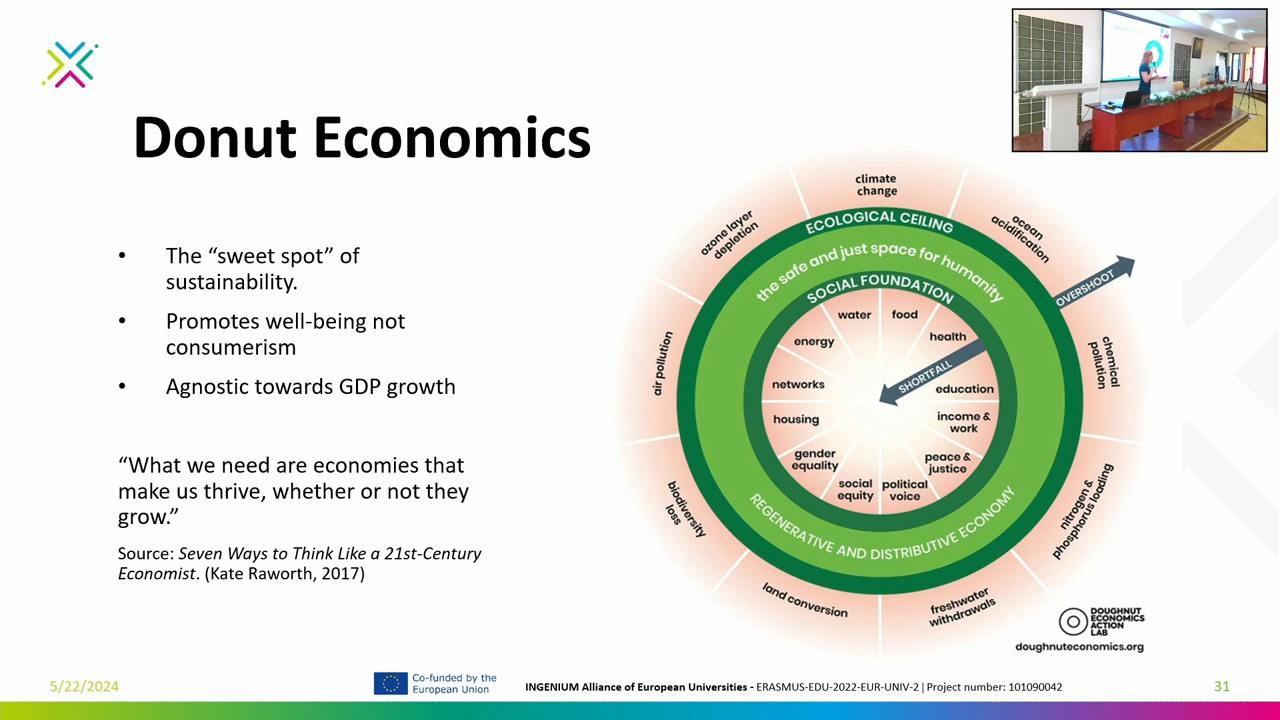 Donut Economics
• The “sweet spot” of
sustainability.
• Promotes well-being not
consumerism
• Agnostic towards GDP growth
“What we need are economies that
make us thrive, whether or not they
grow.”
Source: Seven Ways to Think Like a 21st-Century
Economist. (Kate Raworth, 2017)
climate
change
ocean
acidification
chemical
pollution
nitrogen &
phosphorus loading
freshwater
withdrawals
land conversion
biodiversity
loss
air pollution
ozone layer
depletion
ECOLOGICAL CEILING
the safe and just space for humanity
SOCIAL FOUNDATION
OVERSHOOT
SHORTFALL
water
food
health
education
income &
work
peace &
justice
political
voice
social
equity
gender
equality
housing
networks
energy
REGENERATIVE AND DISTRIBUTIVE ECONOMY
DOUGHNUT
ECONOMICS
ACTION
LAB
doughnuteconomics.org
5/22/2024
Co-funded by the
European Union
INGENIUM Alliance of European Universities - ERASMUS-EDU-2022-EUR-UNIV-2 | Project number: 101090042
31